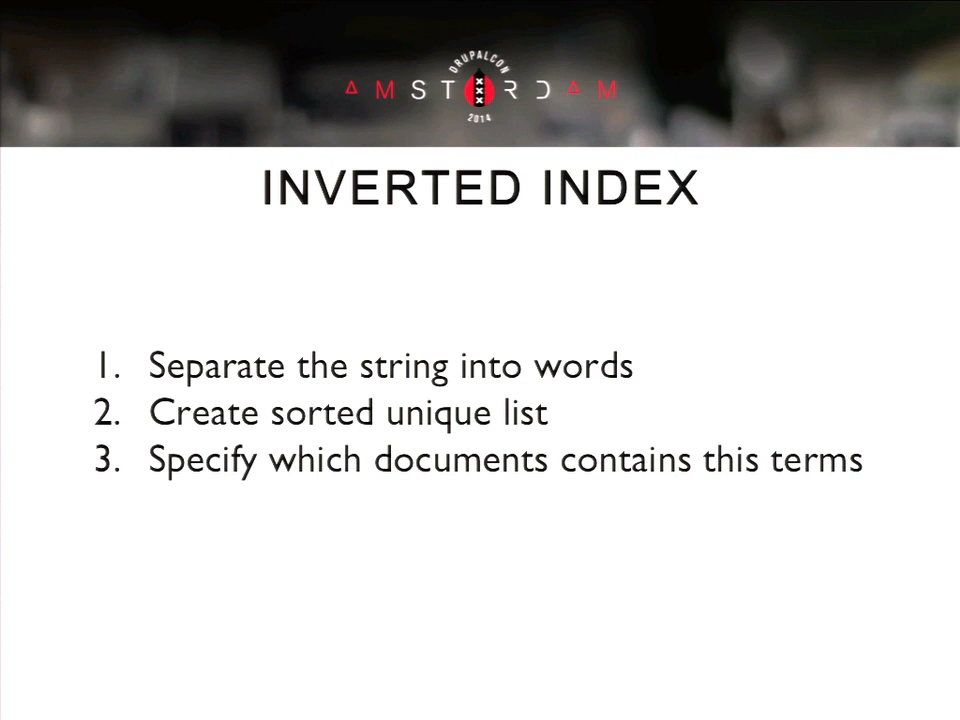 DRUPALCON
AMSTERDAM
2014
INVERTED INDEX
1. Separate the string into words
2. Create sorted unique list
3. Specify which documents contains this terms